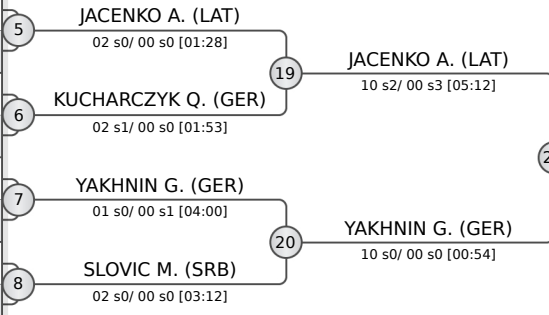 5
JACENKO A. (LAT)
02 s0/ 00 s0 [01:28]
19
JACENKO A. (LAT)
10 s2/ 00 s3 [05:12]
6
KUCHARCZYK Q. (GER)
02 s1/ 00 s0 [01:53]
7
YAKHNIN G. (GER)
01 s0/ 00 s1 [04:00]
20
YAKHNIN G. (GER)
10 s0/ 00 s0 [00:54]
8
SLOVIC M. (SRB)
02 s0/ 00 s0 [03:12]